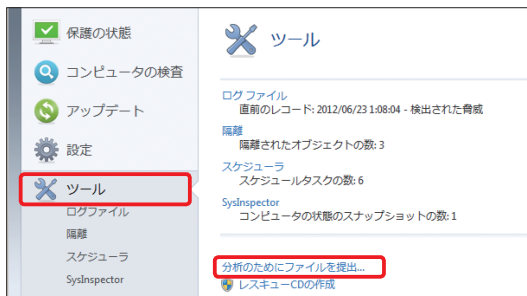 保護の状態
コンピュータの検査
アップデート
設定
ツール
ログファイル
隔離
スケジューラ
SysInspector
ツール
ログ ファイル
直前のレコード: 2012/06/23 1:08:04 - 検出された脅威
隔離
隔離されたオブジェクトの数: 3
スケジューラ
スケジュールタスクの数: 6
SysInspector
コンピュータの状態のスナップショットの数: 1
分析のためにファイルを提出...
レスキューCDの作成